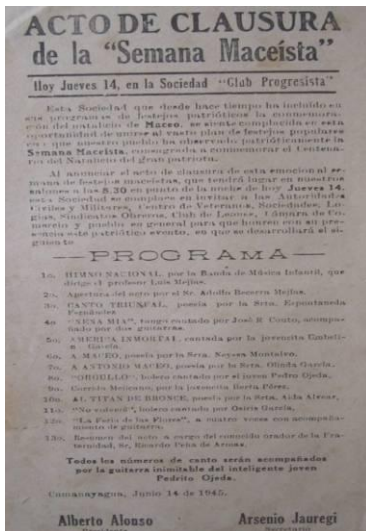 ACTO DE CLAUSURA
de la "Semana Maceísta"
Hoy Jueves 14, en la Sociedad "Club Progresista"
Esta Sociedad que desde hace tiempo ha incluido en
sus programas de festejos patrióticos la conmemora-
ción del natalicio de Maceo, se siente complacida en esta
oportunidad de unirse al vasto plan de festejos populares
con que nuestro pueblo ha observado patrióticamente la
Semana Maceista, consagrada a conmemorar el Centena-
rio del Natalicio del gran patriota.
Al anunciar el acto de clausura de esta emocional se-
mana de festejos maceístas, que tendrá lugar en nuestros
salones a las 8.30 en punto de la noche de hoy Jueves 14,
esta Sociedad se complace en invitar a las Autoridades
Civiles y Militares, Centro de Veteranos, Sociedades, Lo-
gias, Sindicatos Obreros, Club de Leones, Cámara de Co-
mercio y pueblo en general para que honren con su pre-
sencia este patriótico evento, en que se desarrollará el si-
guiente
PROGRAMA
1o. HIMNO NACIONAL, por la Banda de Música Infantil, que
dirige el profesor Luis Mejías.
2o. Apertura del acto por el Sr. Adolfo Becerra Mejías.
3o. CANTO TRIUNFAL, poesía por la Srta. Espontaneda
Fernández
4o. "NENA MIA", tango cantado por José R. Couto, acompa-
ñado por dos guitarras.
5o. AMERICA INMORTAL, cantada por la jovencita
García.
6o. A MACEO, poesía por la Srta. Neyssa Montalvo.
7o. A ANTONIO MACEO, poesía por la Srta. Olinda García.
8o. "ORGULLO", bolero cantado por el joven Pedro Ojeda.
9o. Corrido Mejicano, por la jovencita Berta Pérez.
10o. AL TITAN DE BRONCE, poesía por la Srta. Aida Alvear.
11o. "No volveré", bolero cantado por Osiris García.
12o. "La Feria de las Flores", a cuatro voces con acompaña-
miento de guitarra.
13o. Resumen del acto a cargo del conocido orador de la Fra-
ternidad, Sr. Ricardo Peña de Armas.
Todos los números de canto serán acompañados
por la guitarra inimitable del inteligente joven
Pedrito Ojeda.
Cumanayagua, Junio 14 de 1945.
Alberto Alonso Arsenio Jauregi
Secretario